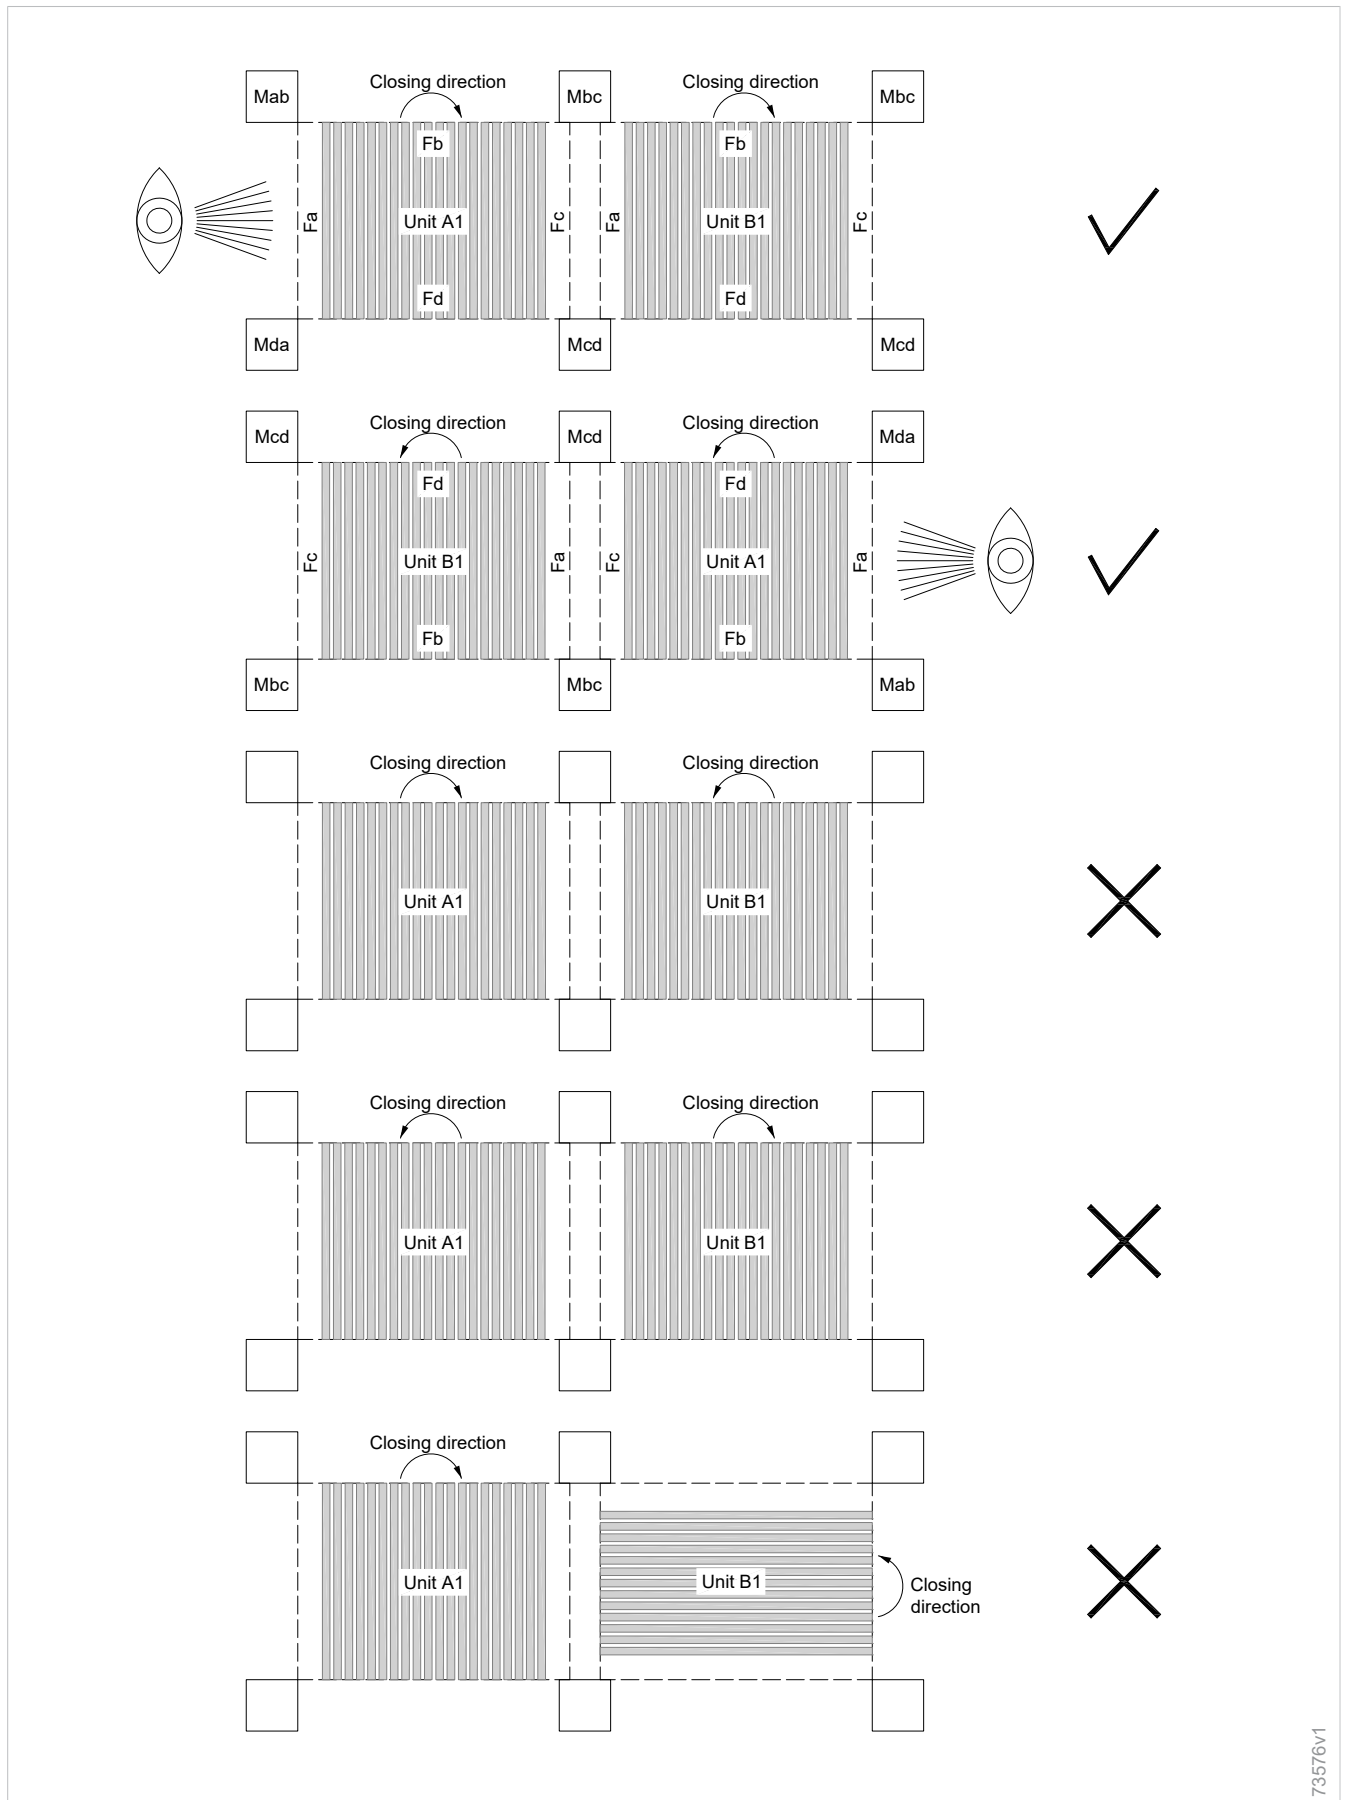 Closing direction Closing direction
Mab Mbc Mbc
Fb Fb
Fa Unit A1 Fc Fa Unit B1 Fc
Fd Fd
Mda Mcd Mcd
Closing direction Closing direction
Mcd Mcd Mda
Fd Fd
Fc Unit B1 Fa Fc Unit A1 Fa
Fb Fb
Mbc Mbc Mab
Closing direction Closing direction
Unit A1 Unit B1
Closing direction Closing direction
Unit A1 Unit B1
Closing direction
Unit A1 Unit B1
Closing
direction
73576v1